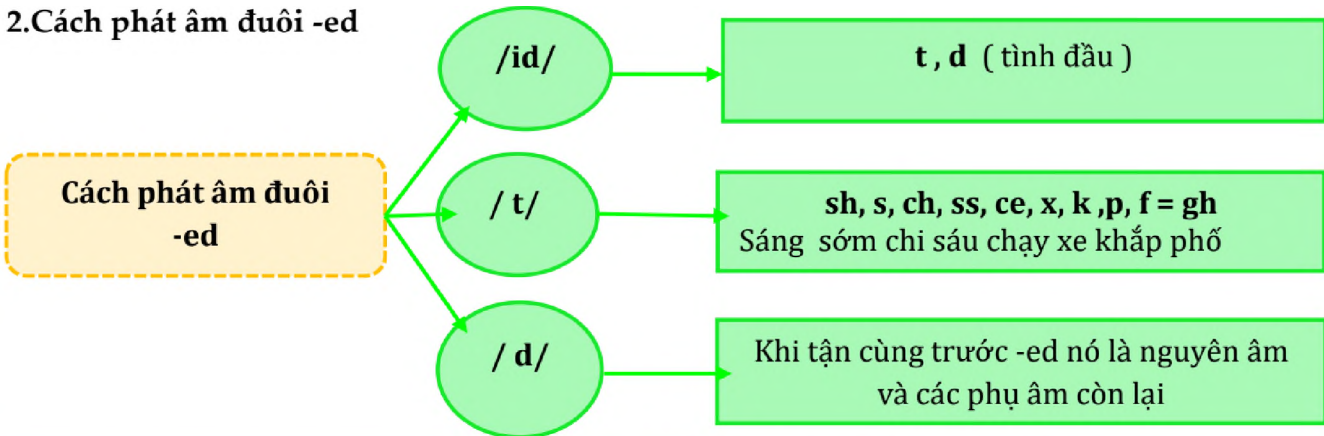 2.Cách phát âm đuôi -ed
/id/
t , d ( tình đầu )
Cách phát âm đuôi
-ed
/ t/
sh, s, ch, ss, ce, x, k ,p, f = gh
Sáng sớm chi sáu chạy xe khắp phố
/ d/
Khi tận cùng trước -ed nó là nguyên âm
và các phụ âm còn lại